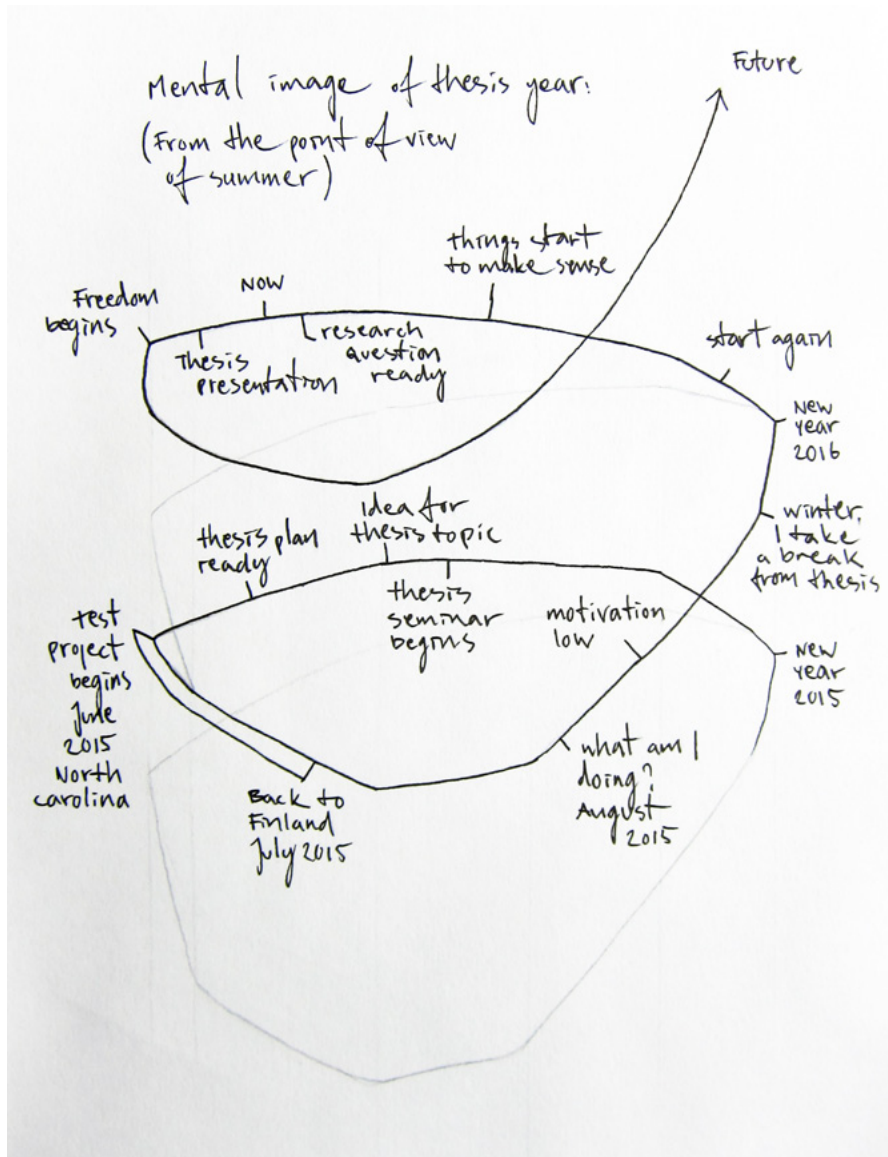 Mental image of thesis year:
(From the point of view
of summer)
Future
things start
to make sense
NOW
Freedom
begins
research
question
ready
Thesis
presentation
start again
New
year
2016
winter,
I take
a break
from thesis
Idea for
thesis topic
thesis plan
ready
thesis
seminar
begins
motivation
low
test
project
begins
June
2015
North
carolina
New
year
2015
what am I
doing?
August
2015
Back to
Finland
July 2015